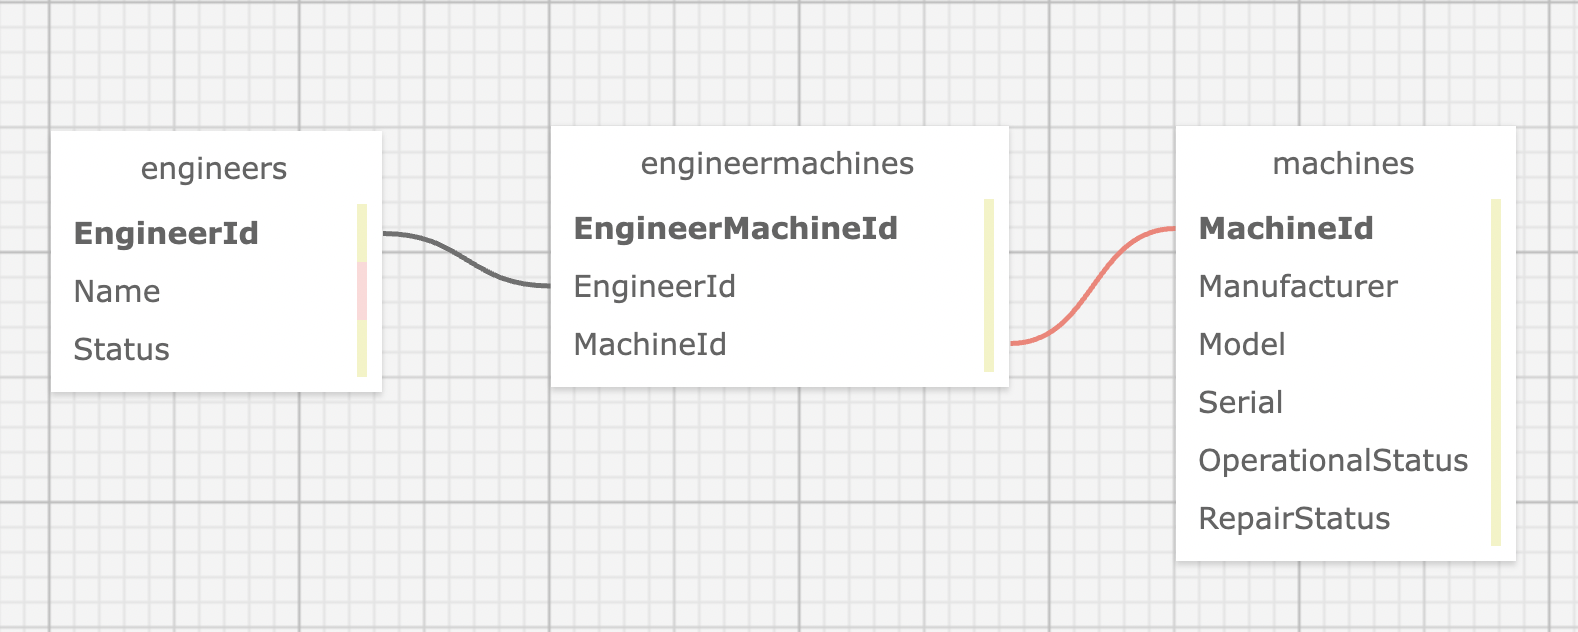 engineers
EngineerId
Name
Status
engineermachines
EngineerMachineId
EngineerId
MachineId
machines
MachineId
Manufacturer
Model
Serial
OperationalStatus
RepairStatus